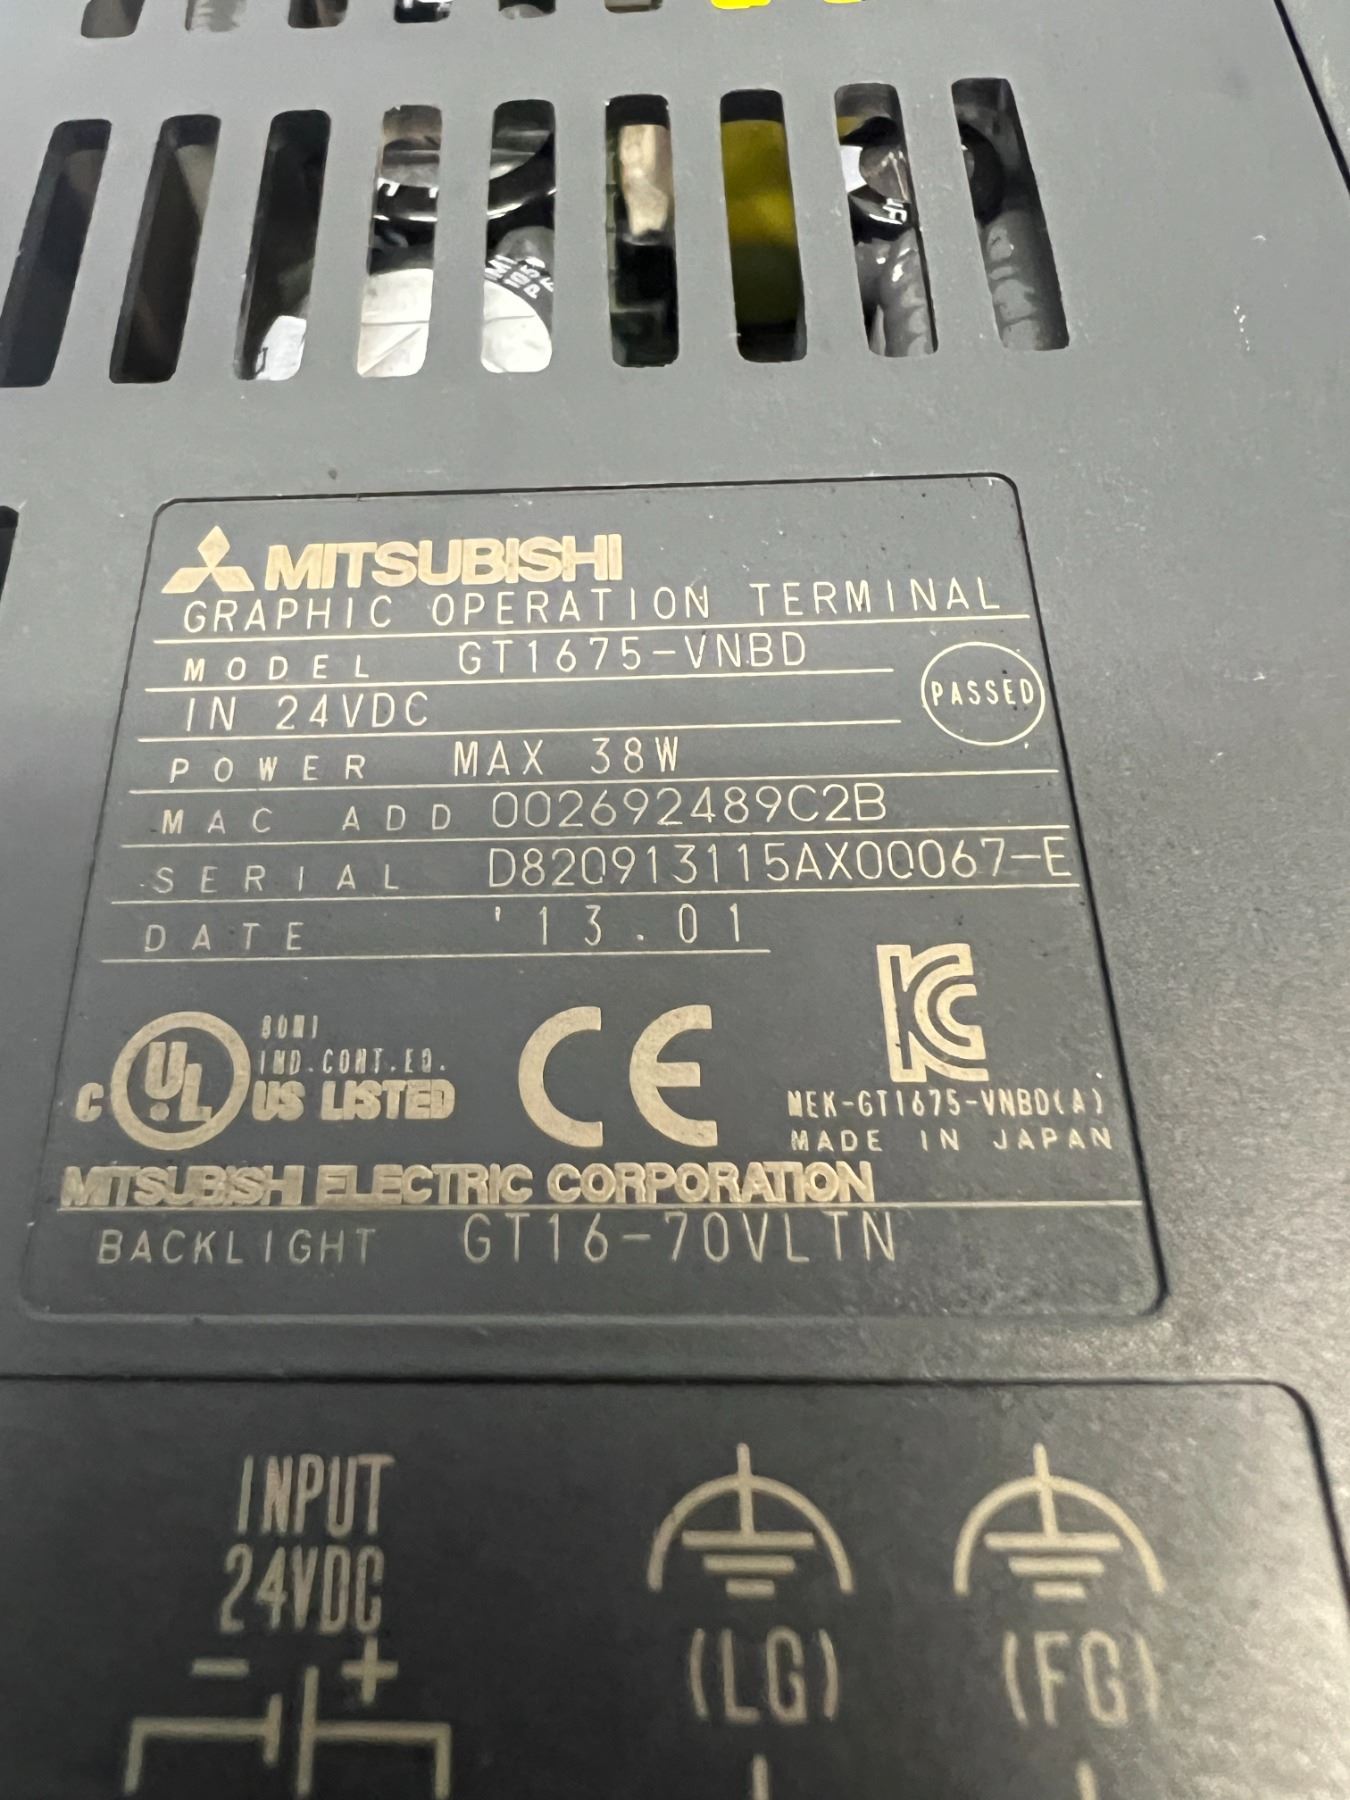 MITSUBISHI
GRAPHIC OPERATION TERMINAL
MODEL GT1675-VNBD
PASSED
IN 24VDC
POWER MAX 38W
MAC ADD 002692489C2B
SERIAL D820913115AX00067-E
DATE '13.01
80M1
IND.CONT.EQ.
C UL US LISTED
CE
KC
MEK-GT1675-VNBD(A)
MADE IN JAPAN
MITSUBISHI ELECTRIC CORPORATION
BACKLIGHT GT16-70VLTN
INPUT
24VDC
- +
(LG) (FG)